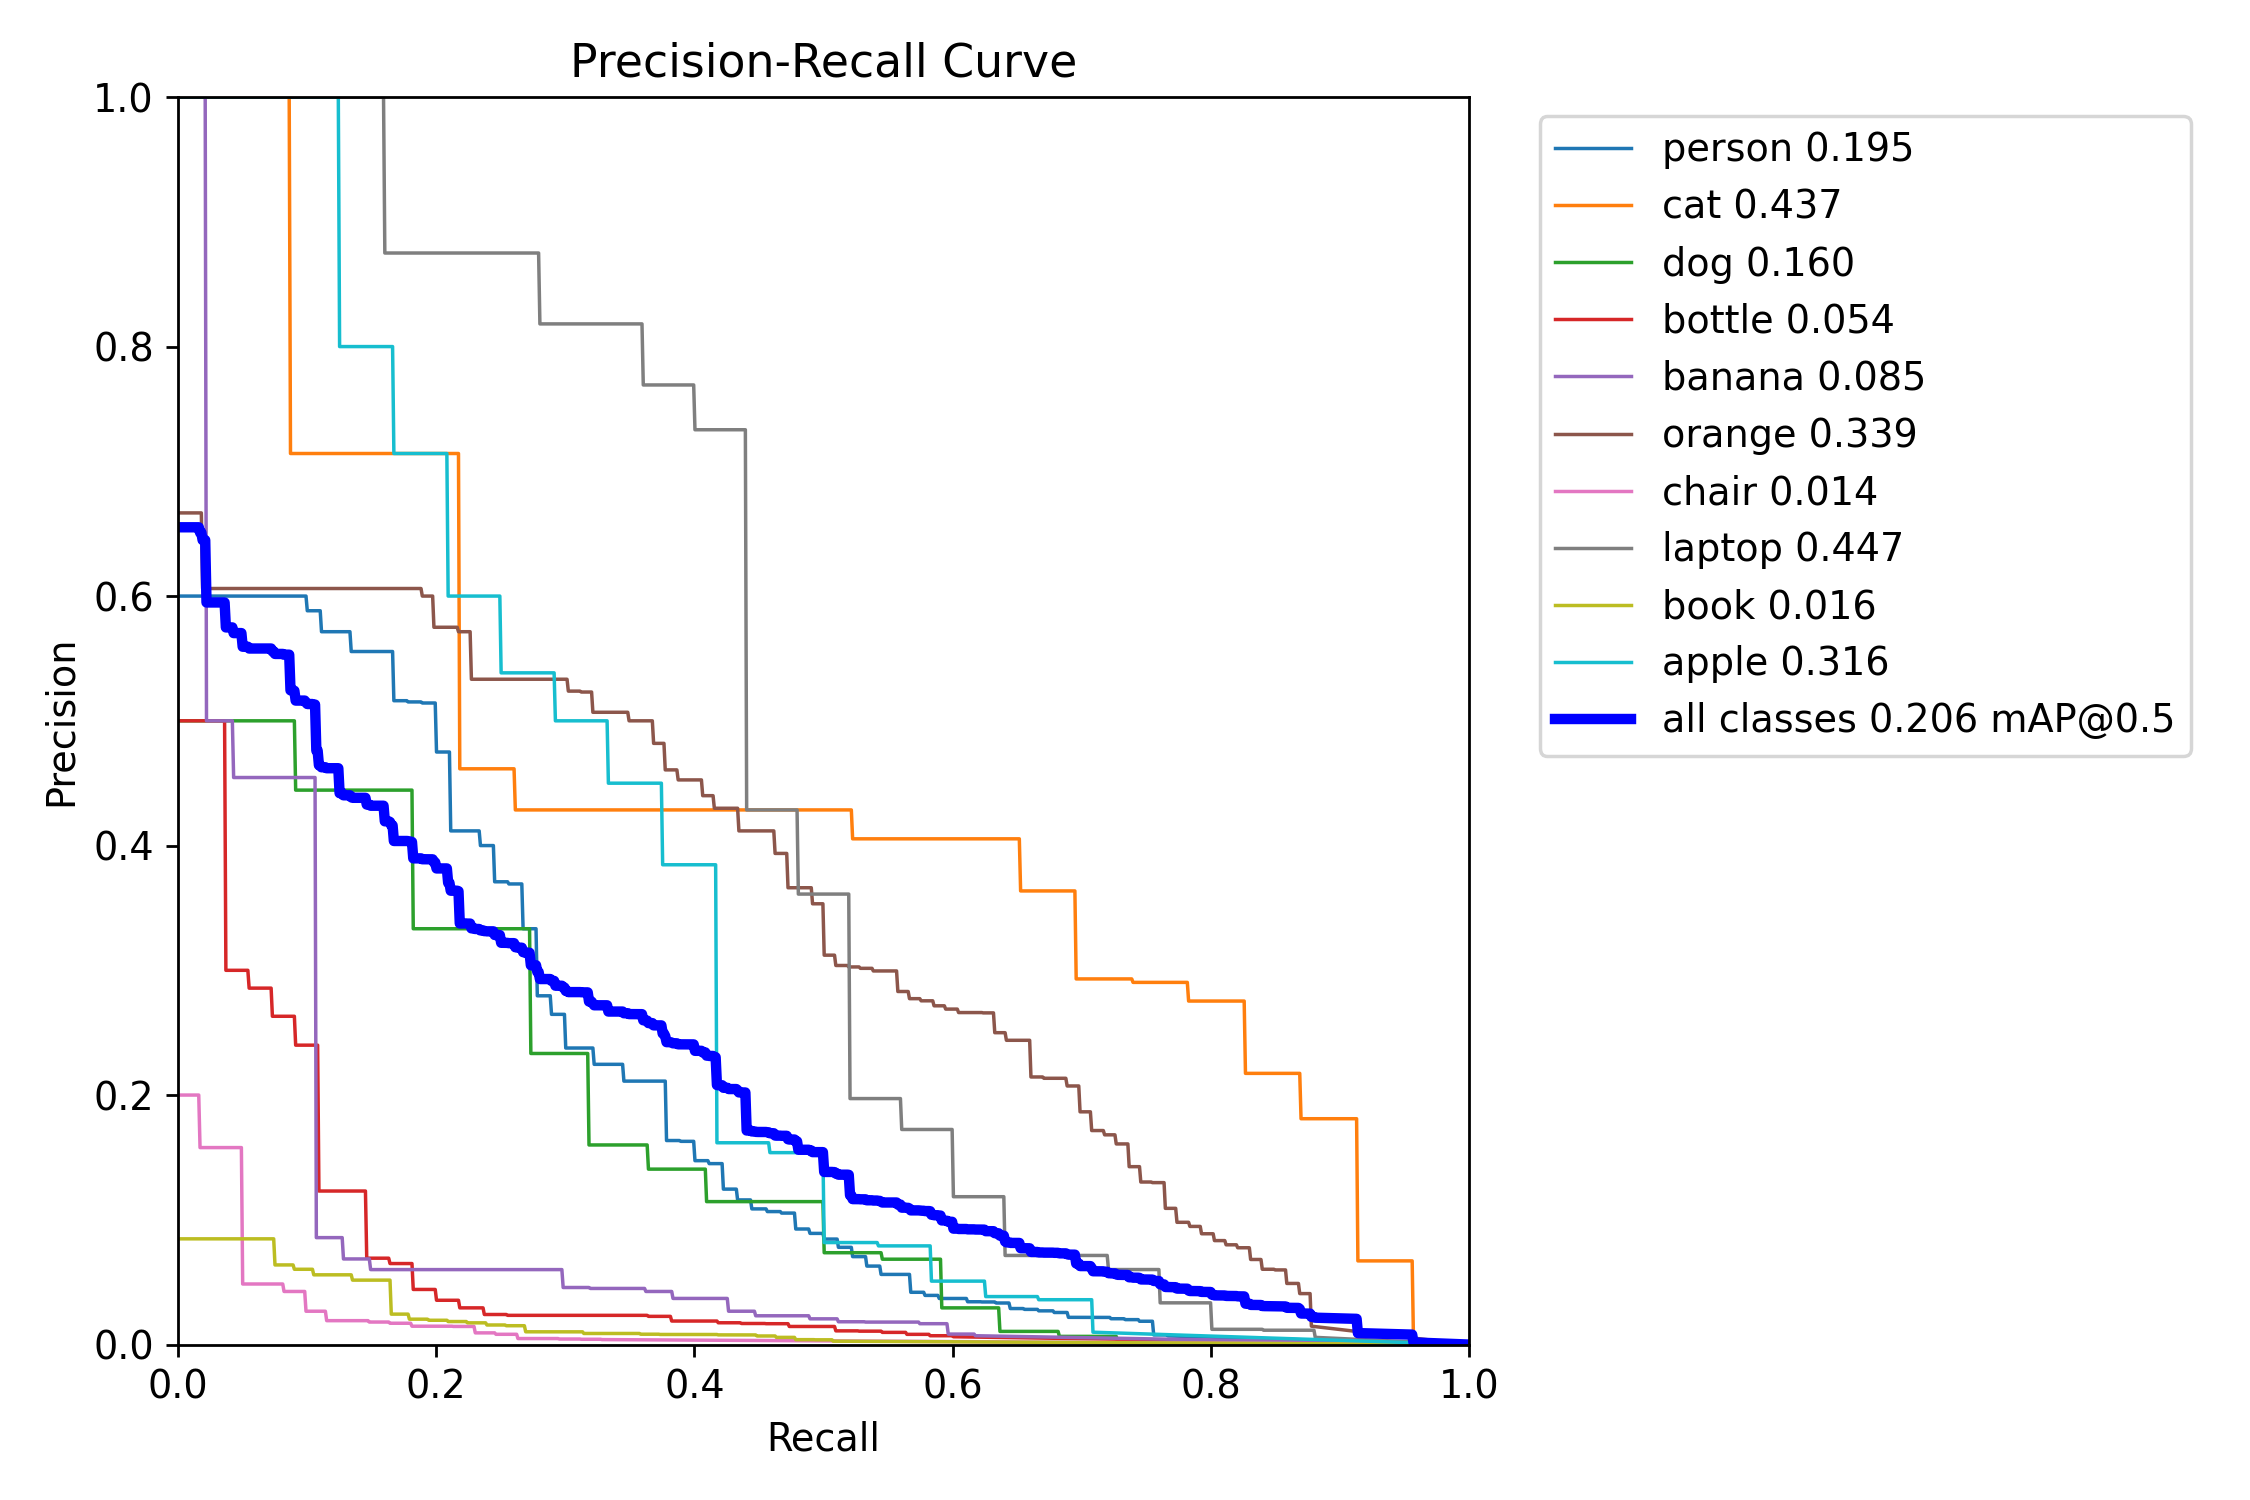 Precision-Recall Curve
1.0
0.8
0.6
0.4
0.2
0.0
Precision
0.0 0.2 0.4 0.6 0.8 1.0
Recall
person 0.195
cat 0.437
dog 0.160
bottle 0.054
banana 0.085
orange 0.339
chair 0.014
laptop 0.447
book 0.016
apple 0.316
all classes 0.206 mAP@0.5